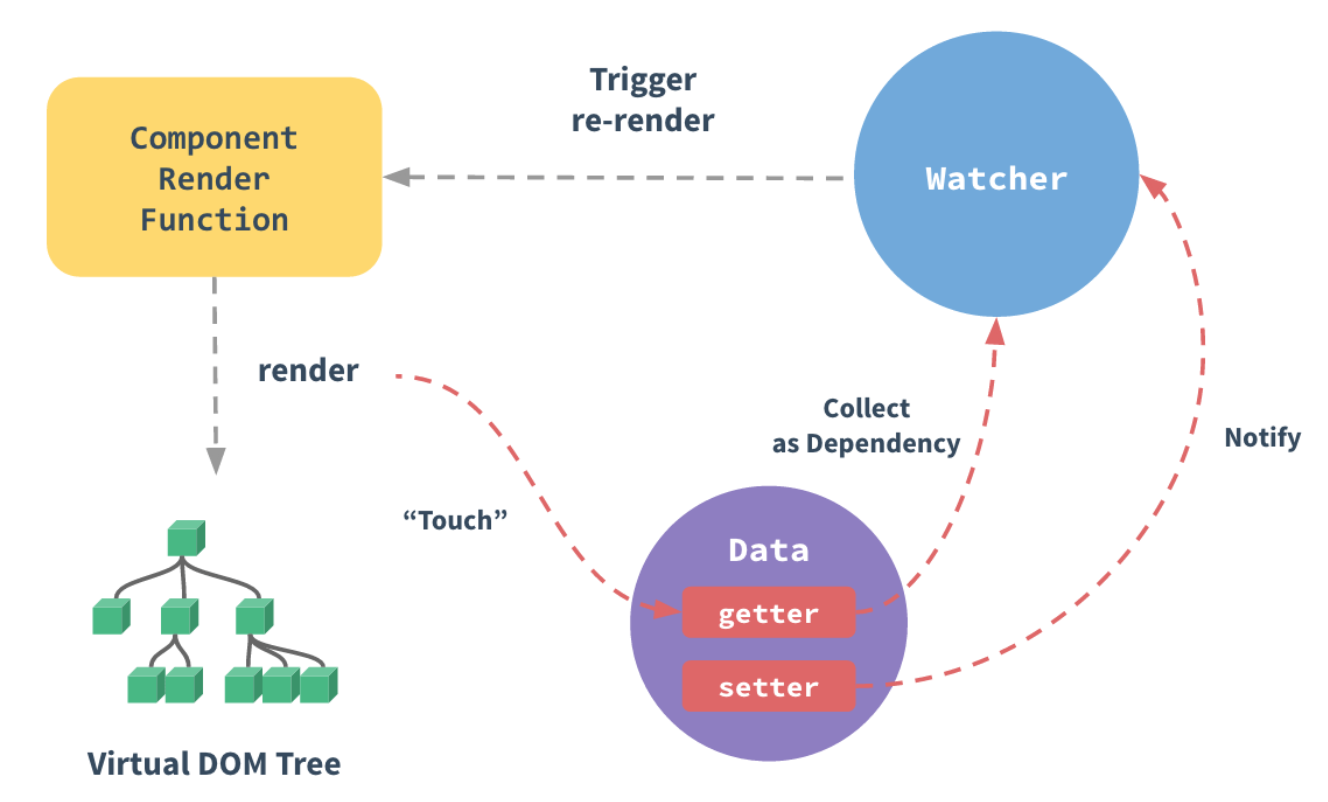 Trigger
re-render
Component
Render
Function
Watcher
render
Collect
as Dependency
Notify
“Touch”
Data
getter
setter
Virtual DOM Tree